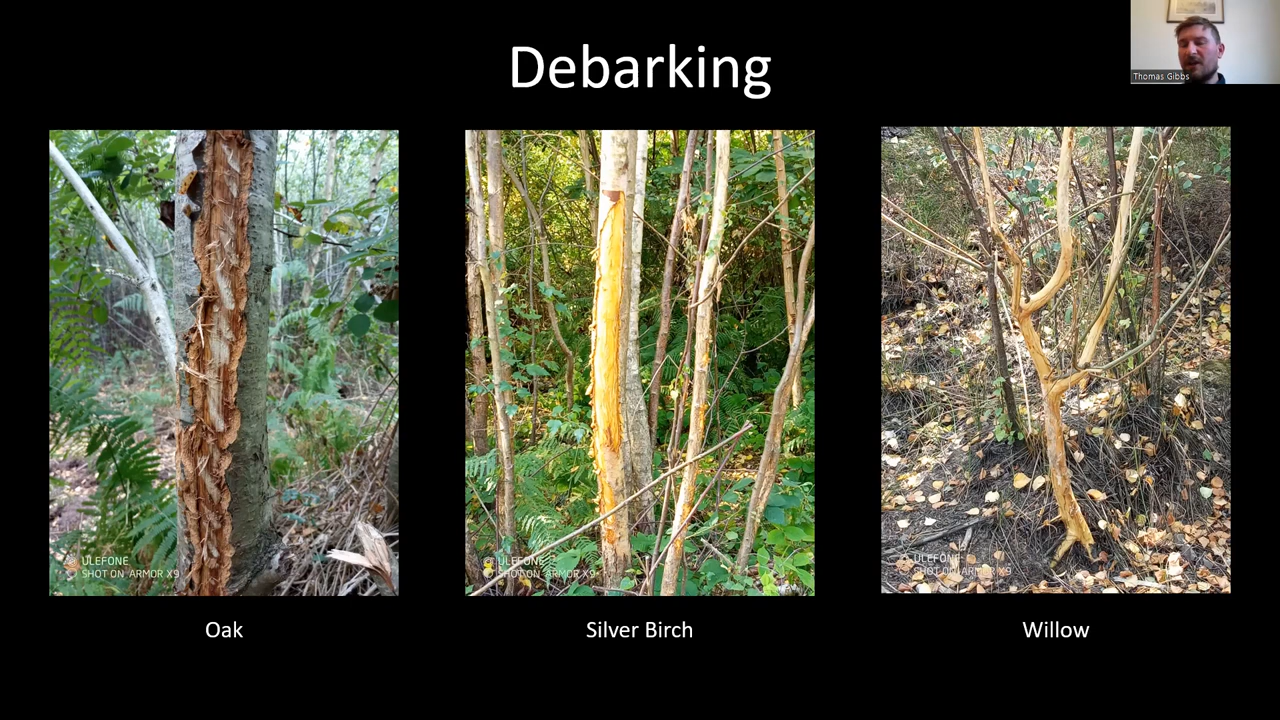 Debarking
Thomas Gibbs
ULEFONE
SHOT ON ARMOR X9
ULEFONE
SHOT ON ARMOR X9
ULEFONE
SHOT ON ARMOR X9
Oak
Silver Birch
Willow